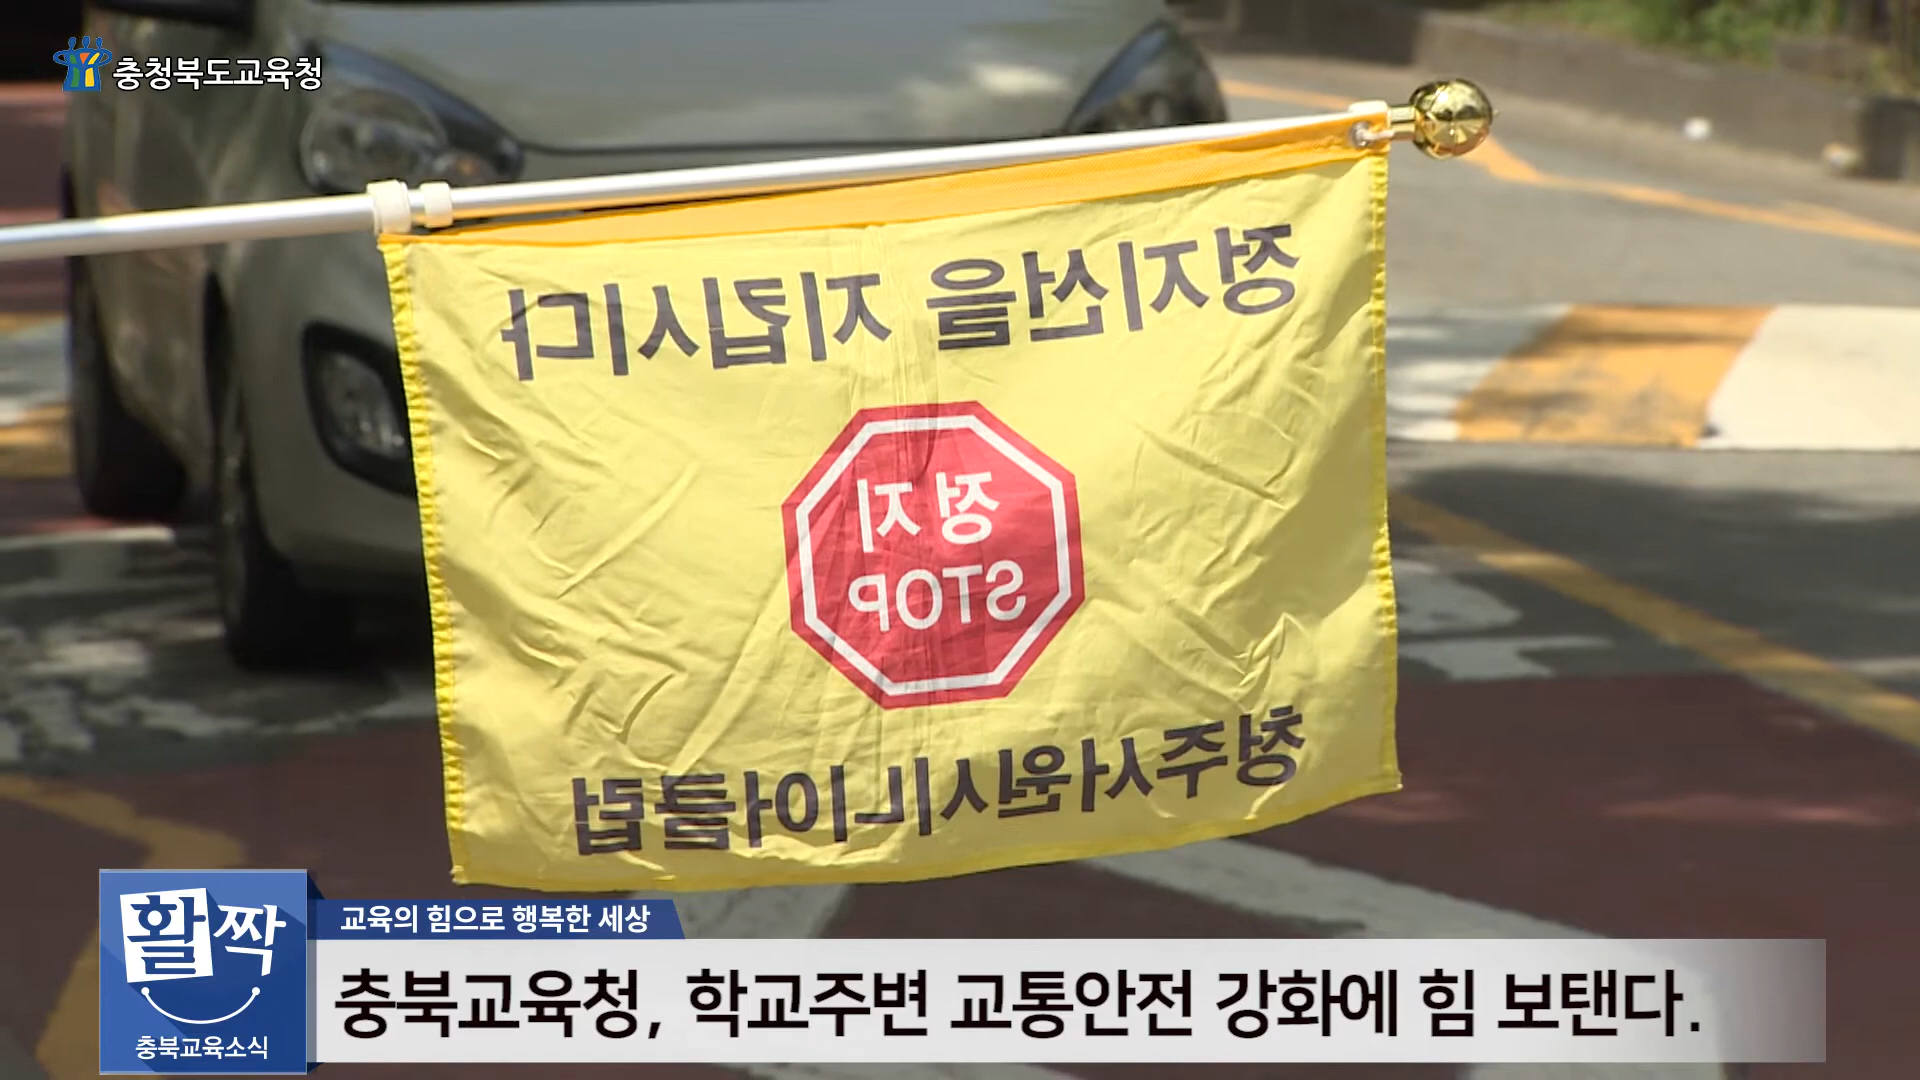 충청북도교육청
정지선을 지킵시다
정지
STOP
청주서원시니어클럽
활짝
충북교육소식
교육의 힘으로 행복한 세상
충북교육청, 학교주변 교통안전 강화에 힘 보탠다.